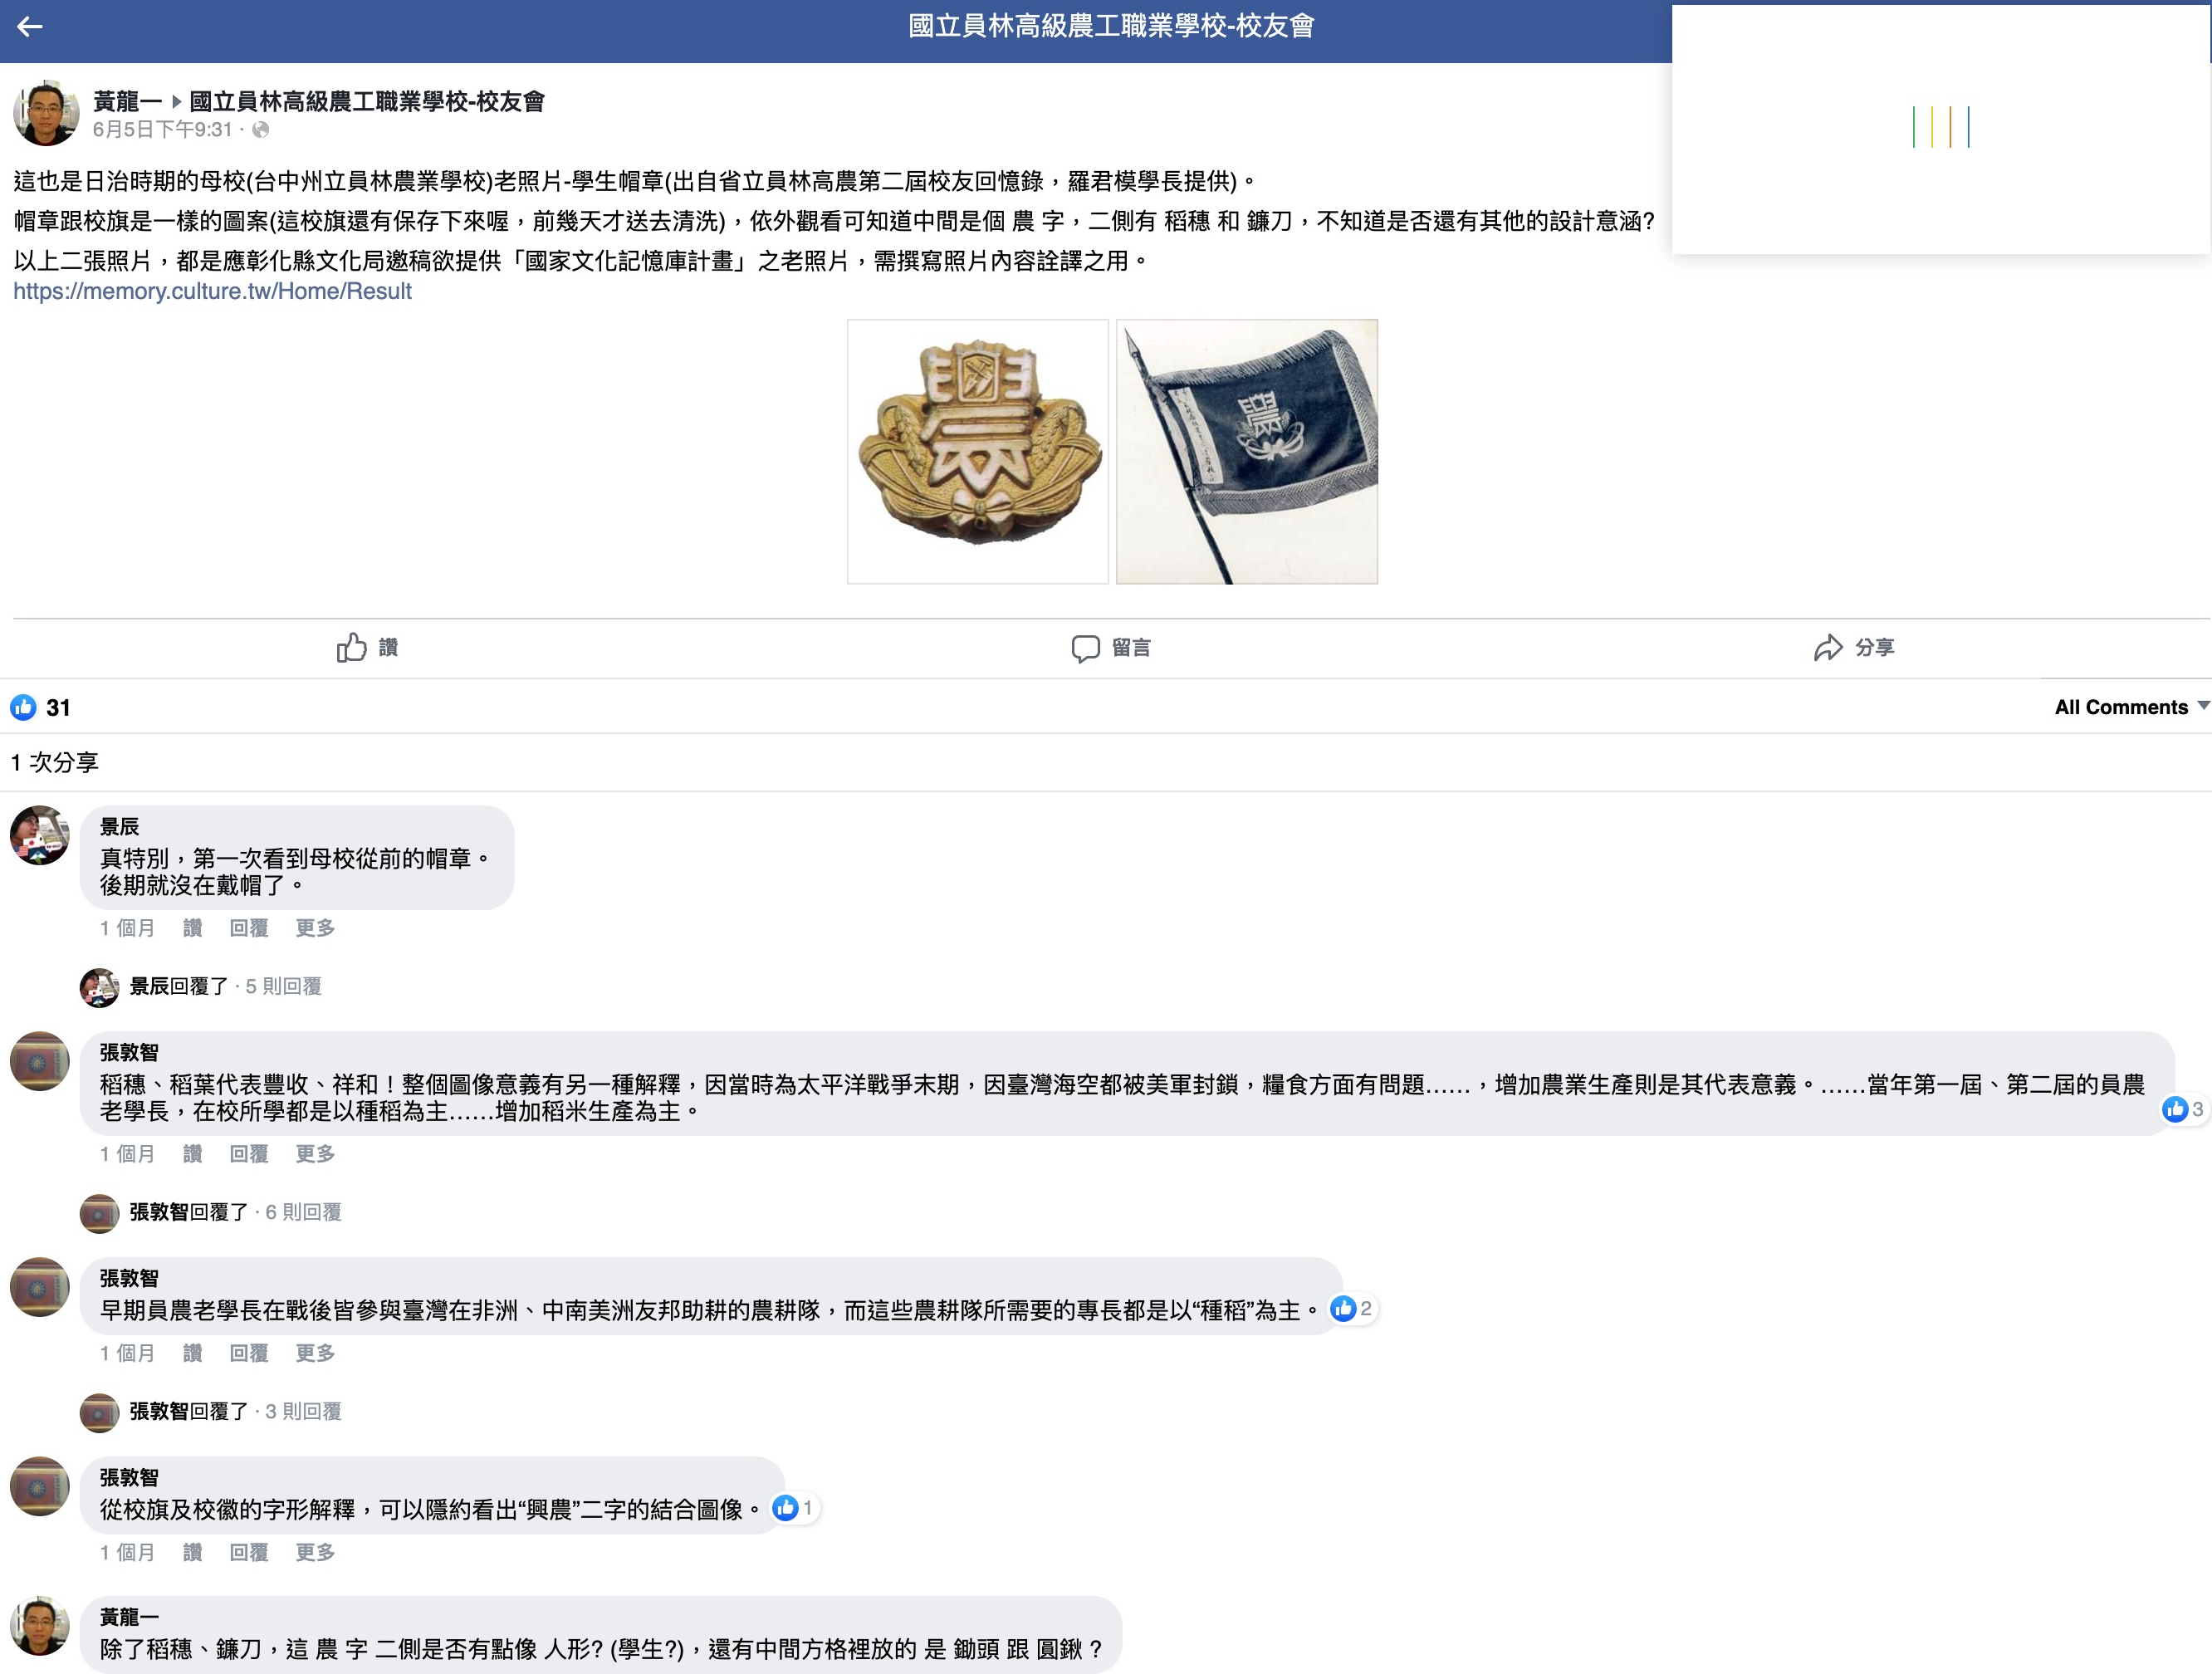 國立員林高級農工職業學校-校友會
黃龍一 ▶ 國立員林高級農工職業學校-校友會
6月5日下午9:31 ·
這也是日治時期的母校(台中州立員林農業學校)老照片-學生帽章(出自省立員林高農第二屆校友回憶錄，羅君模學長提供)。
帽章跟校旗是一樣的圖案(這校旗還有保存下來喔，前幾天才送去清洗)，依外觀看可知道中間是個 農 字，二側有 稻穗 和 鐮刀，不知道是否還有其他的設計意涵?
以上二張照片，都是應彰化縣文化局邀稿欲提供「國家文化記憶庫計畫」之老照片，需撰寫照片內容詮譯之用。
https://memory.culture.tw/Home/Result
農
農
讚 留言 分享
31 All Comments
1 次分享
景辰
真特別，第一次看到母校從前的帽章。
後期就沒在戴帽了。
1 個月 讚 回覆 更多
景辰回覆了 · 5 則回覆
張敦智
稻穗、稻葉代表豐收、祥和！整個圖像意義有另一種解釋，因當時為太平洋戰爭末期，因臺灣海空都被美軍封鎖，糧食方面有問題……，增加農業生產則是其代表意義。……當年第一屆、第二屆的員農
老學長，在校所學都是以種稻為主……增加稻米生產為主。
3
1 個月 讚 回覆 更多
張敦智回覆了 · 6 則回覆
張敦智
早期員農老學長在戰後皆參與臺灣在非洲、中南美洲友邦助耕的農耕隊，而這些農耕隊所需要的專長都是以“種稻”為主。 2
1 個月 讚 回覆 更多
張敦智回覆了 · 3 則回覆
張敦智
從校旗及校徽的字形解釋，可以隱約看出“興農”二字的結合圖像。 1
1 個月 讚 回覆 更多
黃龍一
除了稻穗、鐮刀，這 農 字 二側是否有點像 人形? (學生?)，還有中間方格裡放的 是 鋤頭 跟 圓鍬 ?